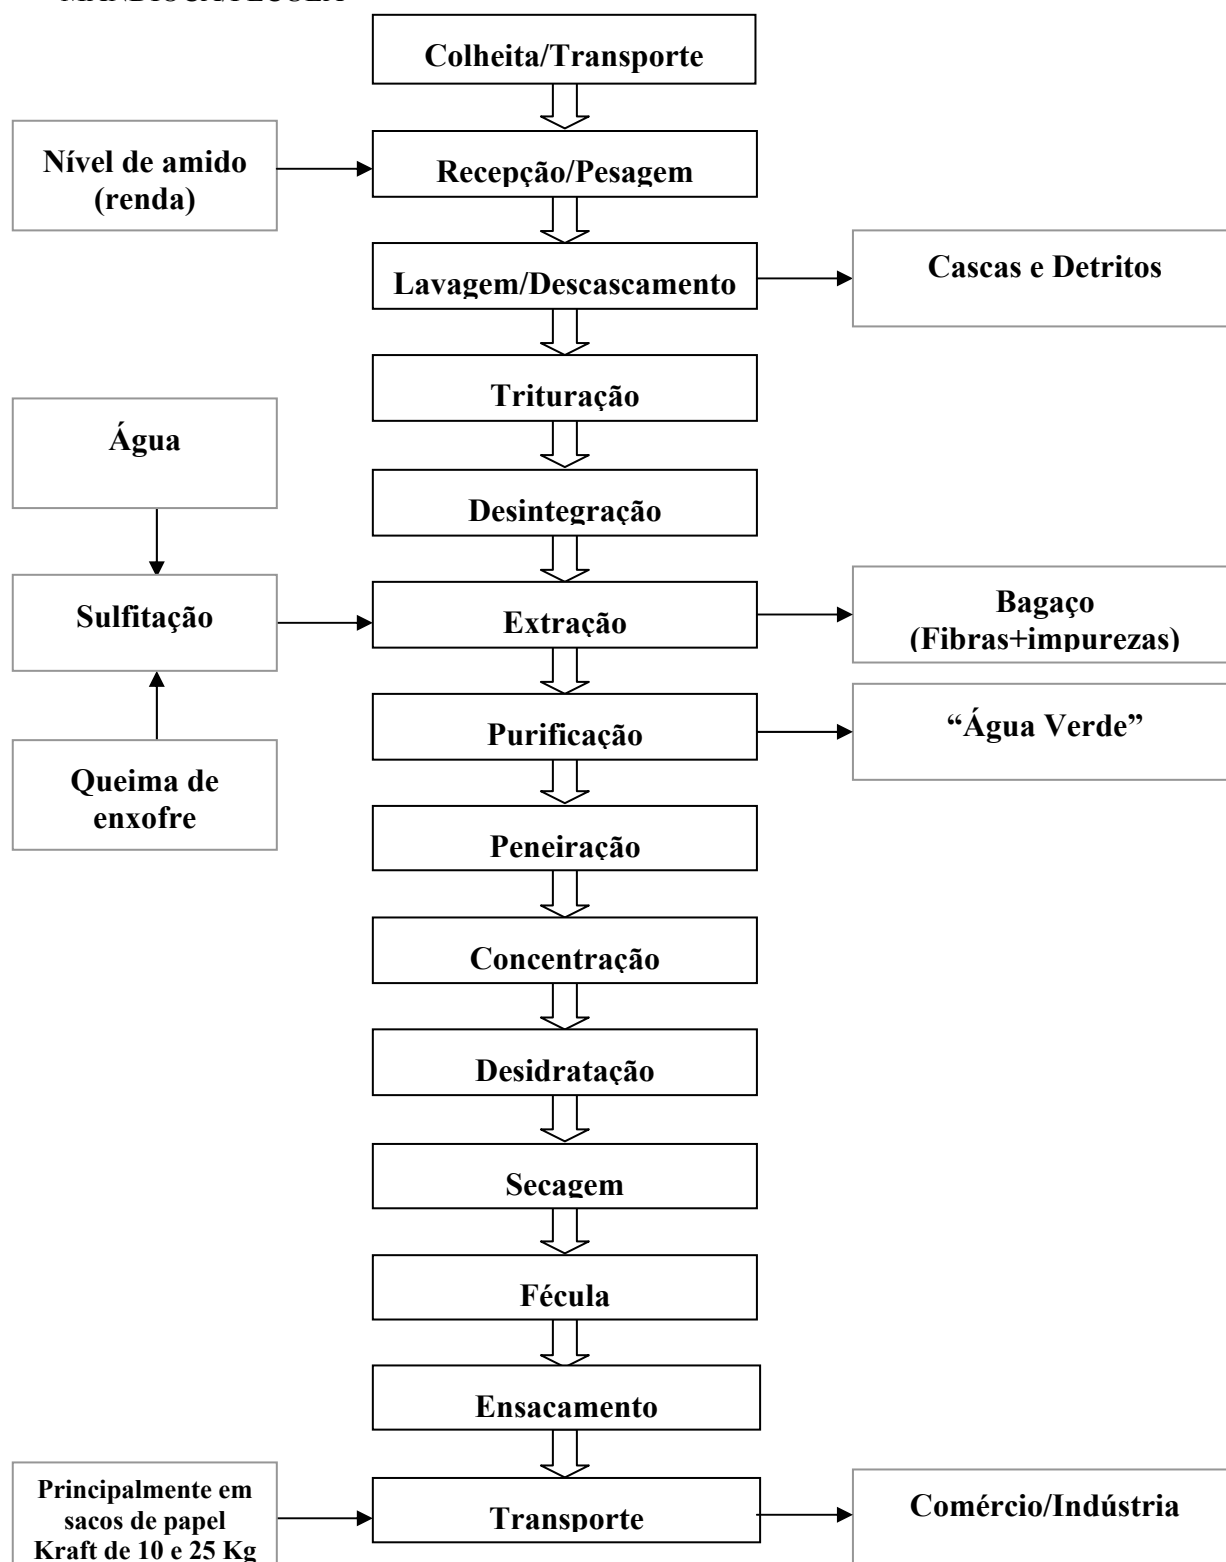 MANDIOCA/FÉCULA
Colheita/Transporte
Nível de amido
(renda)
Recepção/Pesagem
Lavagem/Descascamento
Cascas e Detritos
Trituração
Água
Desintegração
Sulfitação
Extração
Bagaço
(Fibras+impurezas)
Purificação
“Água Verde”
Queima de
enxofre
Peneiração
Concentração
Desidratação
Secagem
Fécula
Ensacamento
Principalmente em
sacos de papel
Kraft de 10 e 25 Kg
Transporte
Comércio/Indústria